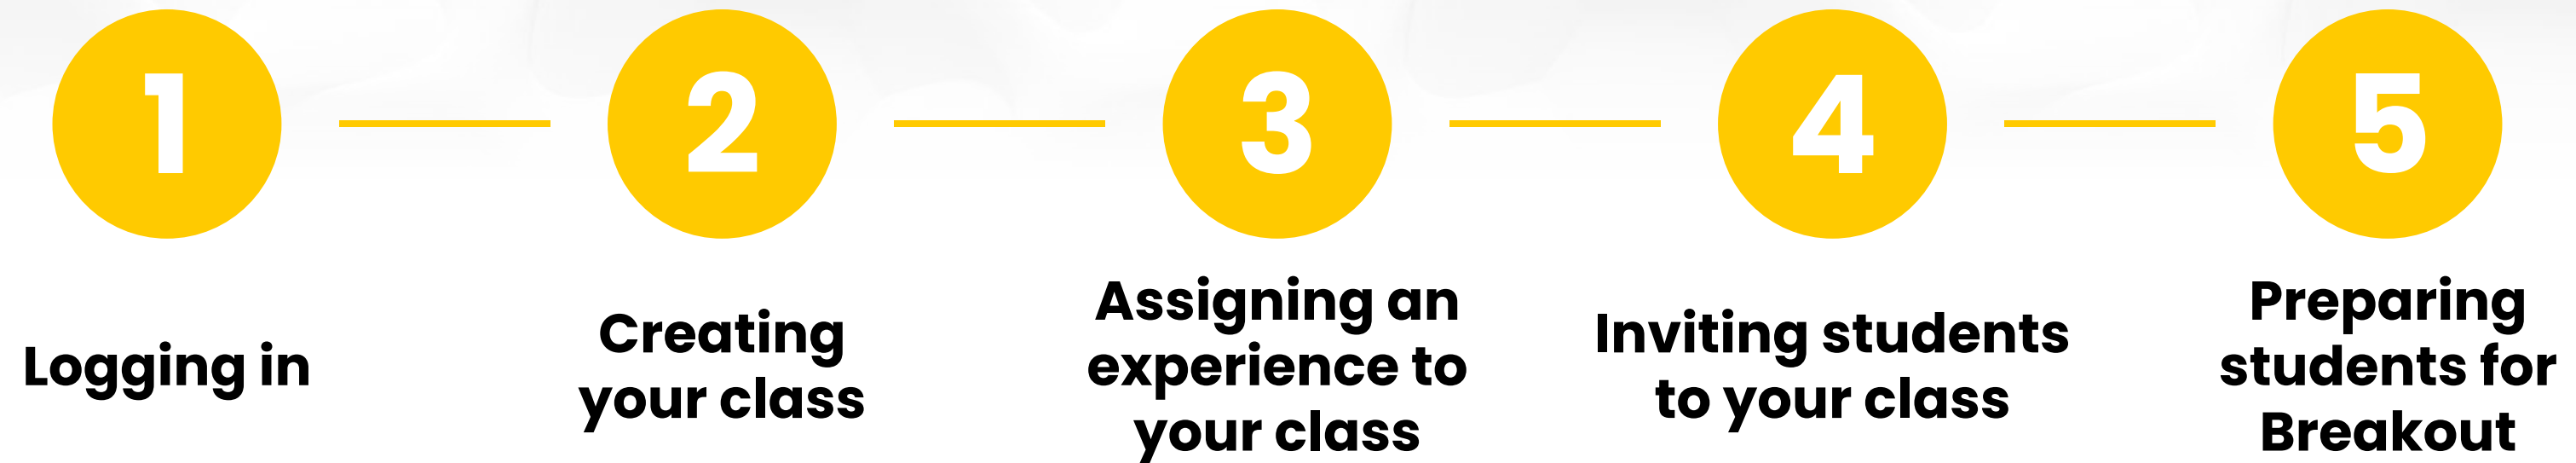 1
Logging in
2
Creating
your class
3
Assigning an
experience to
your class
4
Inviting students
to your class
5
Preparing
students for
Breakout